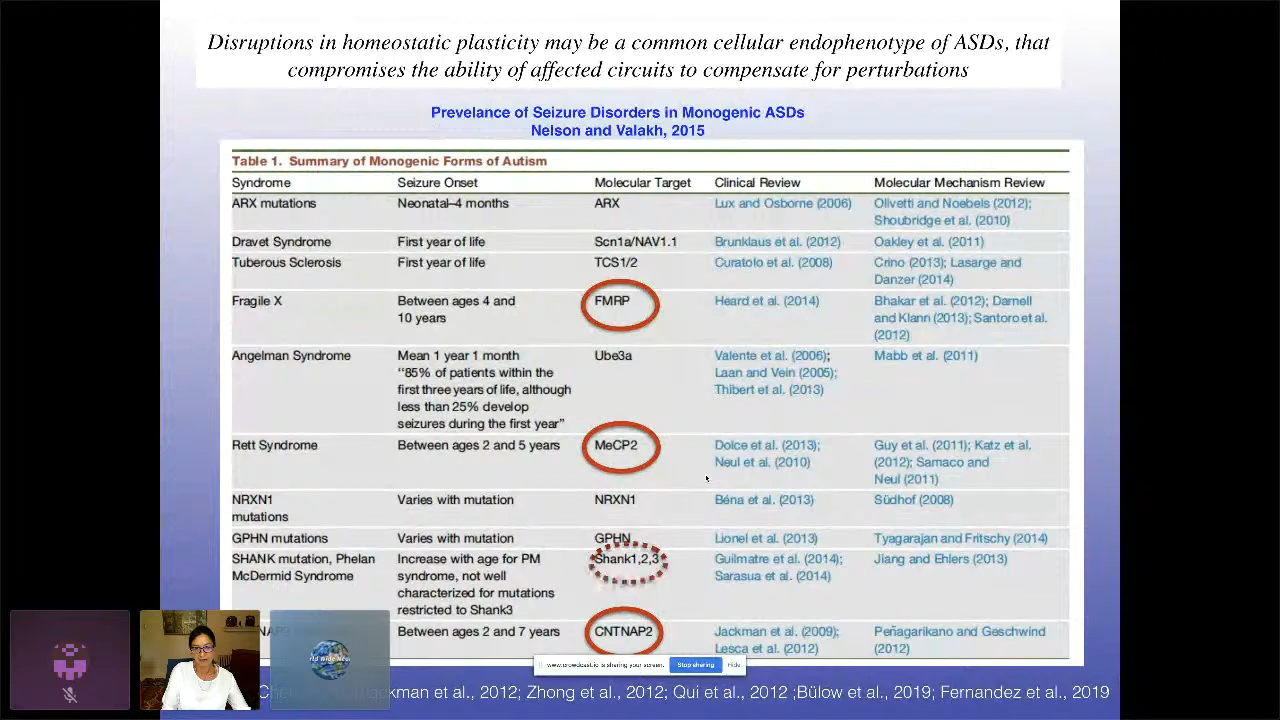 Disruptions in homeostatic plasticity may be a common cellular endophenotype of ASDs, that
compromises the ability of affected circuits to compensate for perturbations
Prevelance of Seizure Disorders in Monogenic ASDs
Nelson and Valakh, 2015
Table 1. Summary of Monogenic Forms of Autism
Syndrome Seizure Onset Molecular Target Clinical Review Molecular Mechanism Review
ARX mutations Neonatal–4 months ARX Lux and Osborne (2006) Olivetti and Noebels (2012);
Shoubridge et al. (2010)
Dravet Syndrome First year of life Scn1a/NAV1.1 Brunklaus et al. (2012) Oakley et al. (2011)
Tuberous Sclerosis First year of life TCS1/2 Curatolo et al. (2008) Crino (2013); Lasarge and
Danzer (2014)
Fragile X Between ages 4 and FMRP Heard et al. (2014) Bhakar et al. (2012); Darnell
10 years and Klann (2013); Santoro et al.
(2012)
Angelman Syndrome Mean 1 year 1 month Ube3a Valente et al. (2006); Mabb et al. (2011)
‘‘85% of patients within the Laan and Vein (2005);
first three years of life, although Thibert et al. (2013)
less than 25% develop
seizures during the first year’’
Rett Syndrome Between ages 2 and 5 years MeCP2 Dolce et al. (2013); Guy et al. (2011); Katz et al.
Neul et al. (2010) (2012); Samaco and
Neul (2011)
NRXN1 Varies with mutation NRXN1 Béna et al. (2013) Südhof (2008)
mutations
GPHN mutations Varies with mutation GPHN Lionel et al. (2013) Tyagarajan and Fritschy (2014)
SHANK mutation, Phelan Increase with age for PM Shank1,2,3 Guilmatre et al. (2014); Jiang and Ehlers (2013)
McDermid Syndrome syndrome, not well Sarasua et al. (2014)
characterized for mutations
restricted to Shank3
Between ages 2 and 7 years CNTNAP2 Jackman et al. (2009); Peñagarikano and Geschwind
Lesca et al. (2012) (2012)
www.crowdcast.io is sharing your screen. Stop sharing Hide
et al., 2012; Zhong et al., 2012; Qui et al., 2012 ;Bülow et al., 2019; Fernandez et al., 2019